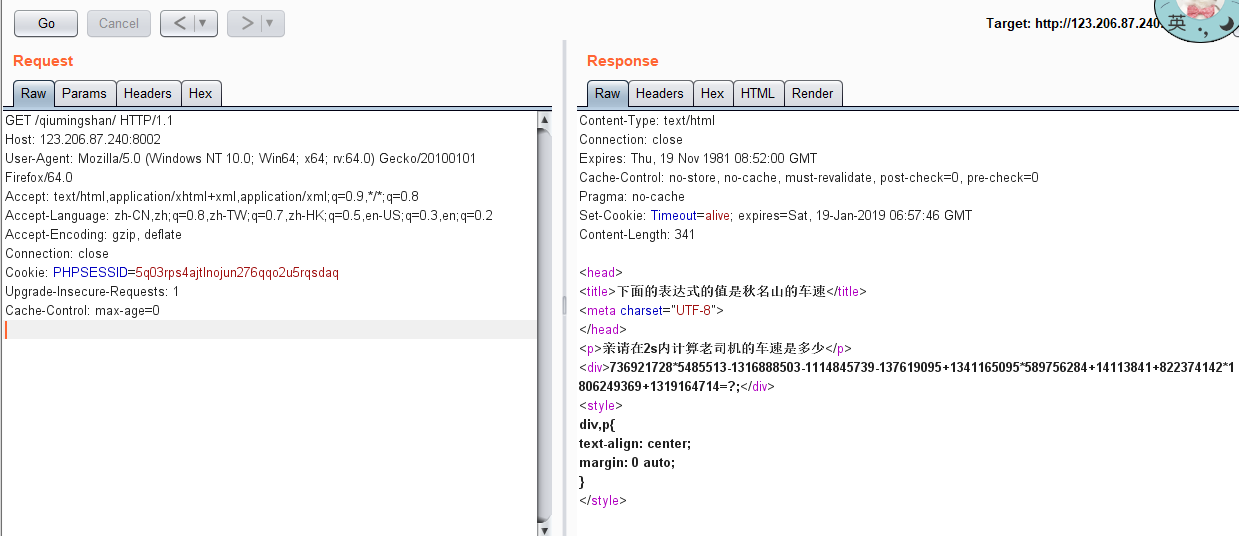 Go
Cancel
<
>
Target: http://123.206.87.240
英
Request
Response
Raw
Params
Headers
Hex
Raw
Headers
Hex
HTML
Render
GET /qiumingshan/ HTTP/1.1
Host: 123.206.87.240:8002
User-Agent: Mozilla/5.0 (Windows NT 10.0; Win64; x64; rv:64.0) Gecko/20100101
Firefox/64.0
Accept: text/html,application/xhtml+xml,application/xml;q=0.9,*/*;q=0.8
Accept-Language: zh-CN,zh;q=0.8,zh-TW;q=0.7,zh-HK;q=0.5,en-US;q=0.3,en;q=0.2
Accept-Encoding: gzip, deflate
Connection: close
Cookie: PHPSESSID=5q03rps4ajtlnojun276qqo2u5rqsdaq
Upgrade-Insecure-Requests: 1
Cache-Control: max-age=0
Content-Type: text/html
Connection: close
Expires: Thu, 19 Nov 1981 08:52:00 GMT
Cache-Control: no-store, no-cache, must-revalidate, post-check=0, pre-check=0
Pragma: no-cache
Set-Cookie: Timeout=alive; expires=Sat, 19-Jan-2019 06:57:46 GMT
Content-Length: 341
<head>
<title>下面的表达式的值是秋名山的车速</title>
<meta charset="UTF-8">
</head>
<p>亲请在2s内计算老司机的车速是多少</p>
<div>736921728*5485513-1316888503-1114845739-137619095+1341165095*589756284+14113841+822374142*1
806249369+1319164714=?;</div>
<style>
div,p{
text-align: center;
margin: 0 auto;
}
</style>